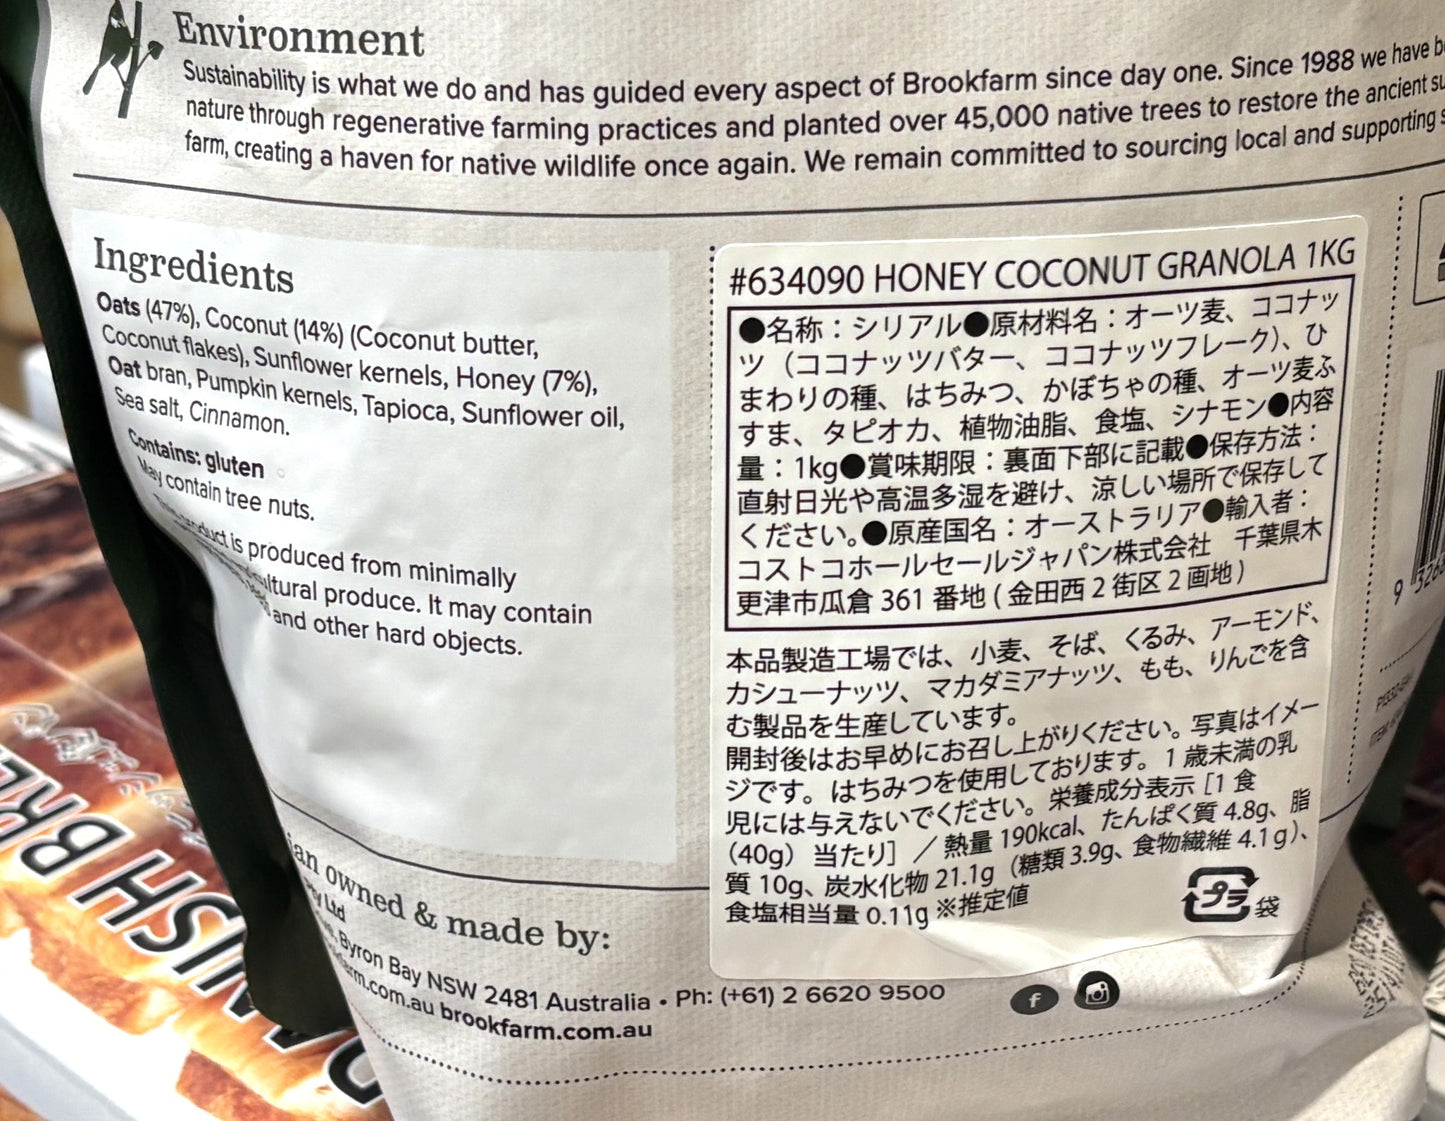 Environment
Sustainability is what we do and has guided every aspect of Brookfarm since day one. Since 1988 we have
nature through regenerative farming practices and planted over 45,000 native trees to restore the ancient
farm, creating a haven for native wildlife once again. We remain committed to sourcing local and supporting
Ingredients
Oats (47%), Coconut (14%) (Coconut butter,
Coconut flakes), Sunflower kernels, Honey (7%),
Oat bran, Pumpkin kernels, Tapioca, Sunflower oil,
Sea salt, Cinnamon.
Contains: gluten
May contain tree nuts.
This product is produced from minimally
produce. It may contain
and other hard objects.
#634090 HONEY COCONUT GRANOLA 1KG
●名称：シリアル●原材料名：オーツ麦、ココナッ
ツ（ココナッツバター、ココナッツフレーク）、ひ
まわりの種、はちみつ、かぼちゃの種、オーツ麦ふ
すま、タピオカ、植物油脂、食塩、シナモン●内容
量：1kg●賞味期限：裏面下部に記載●保存方法：
直射日光や高温多湿を避け、涼しい場所で保存して
ください。●原産国名：オーストラリア●輸入者：
コストコホールセールジャパン株式会社　千葉県木
更津市瓜倉 361 番地 ( 金田西 2 街区 2 画地 )
本品製造工場では、小麦、そば、くるみ、アーモンド、
カシューナッツ、マカダミアナッツ、もも、りんごを含
む製品を生産しています。
開封後はお早めにお召し上がりください。写真はイメー
ジです。はちみつを使用しております。1 歳未満の乳
児には与えないでください。栄養成分表示 [1 食
（40g）当たり] ／熱量 190kcal、たんぱく質 4.8g、脂
質 10g、炭水化物 21.1g（糖類 3.9g、食物繊維 4.1g）、
食塩相当量 0.11g ※推定値
プラ 袋
owned & made by:
Ltd
Byron Bay NSW 2481 Australia • Ph: (+61) 2 6620 9500
brookfarm.com.au